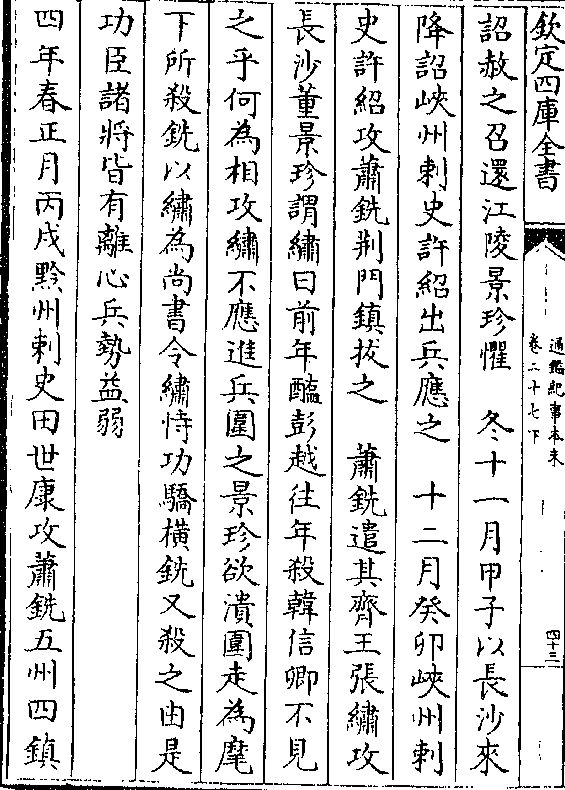 欽定四庫全書
通鑑紀事本末
卷二十七下
四十三
詔赦之召還江陵景珍懼　冬十一月甲子以長沙來
降詔峽州刺史許紹出兵應之　十二月癸卯峽州刺
史許紹攻蕭銑荆門鎮拔之　蕭銑遣其齊王張繡攻
長沙董景珍謂繡曰前年醢彭越往年殺韓信卿不見
之乎何為相攻繡不應進兵圍之景珍欲潰圍走為麾
下所殺銑以繡為尚書令繡恃功驕橫銑又殺之由是
功臣諸將皆有離心兵勢益弱
四年春正月丙戌黔州刺史田世康攻蕭銑五州四鎮